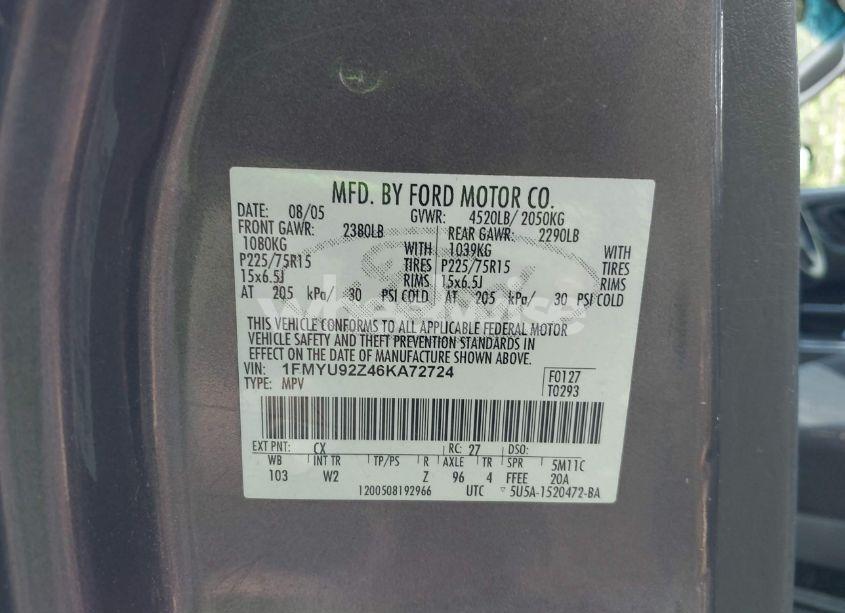 MFD. BY FORD MOTOR CO.
DATE: 08/05 GVWR: 4520LB/ 2050KG
FRONT GAWR: 2380LB REAR GAWR: 2290LB
1080KG WITH 1039KG WITH
P225/75R15 TIRES P225/75R15 TIRES
15x6.5J RIMS 15x6.5J RIMS
AT 205 kPa/ 30 PSI COLD AT 205 kPa/ 30 PSI COLD
wheelwise
THIS VEHICLE CONFORMS TO ALL APPLICABLE FEDERAL MOTOR
VEHICLE SAFETY AND THEFT PREVENTION STANDARDS IN
EFFECT ON THE DATE OF MANUFACTURE SHOWN ABOVE.
VIN: 1FMYU92Z46KA72724 F0127
TYPE: MPV T0293
EXT PNT: CX RC: 27 DSO:
WB INT TR TP/PS R AXLE TR SPR 5M11C
103 W2 Z 96 4 FFEE 20A
1200508192966 UTC ▽ 5U5A-1520472-BA